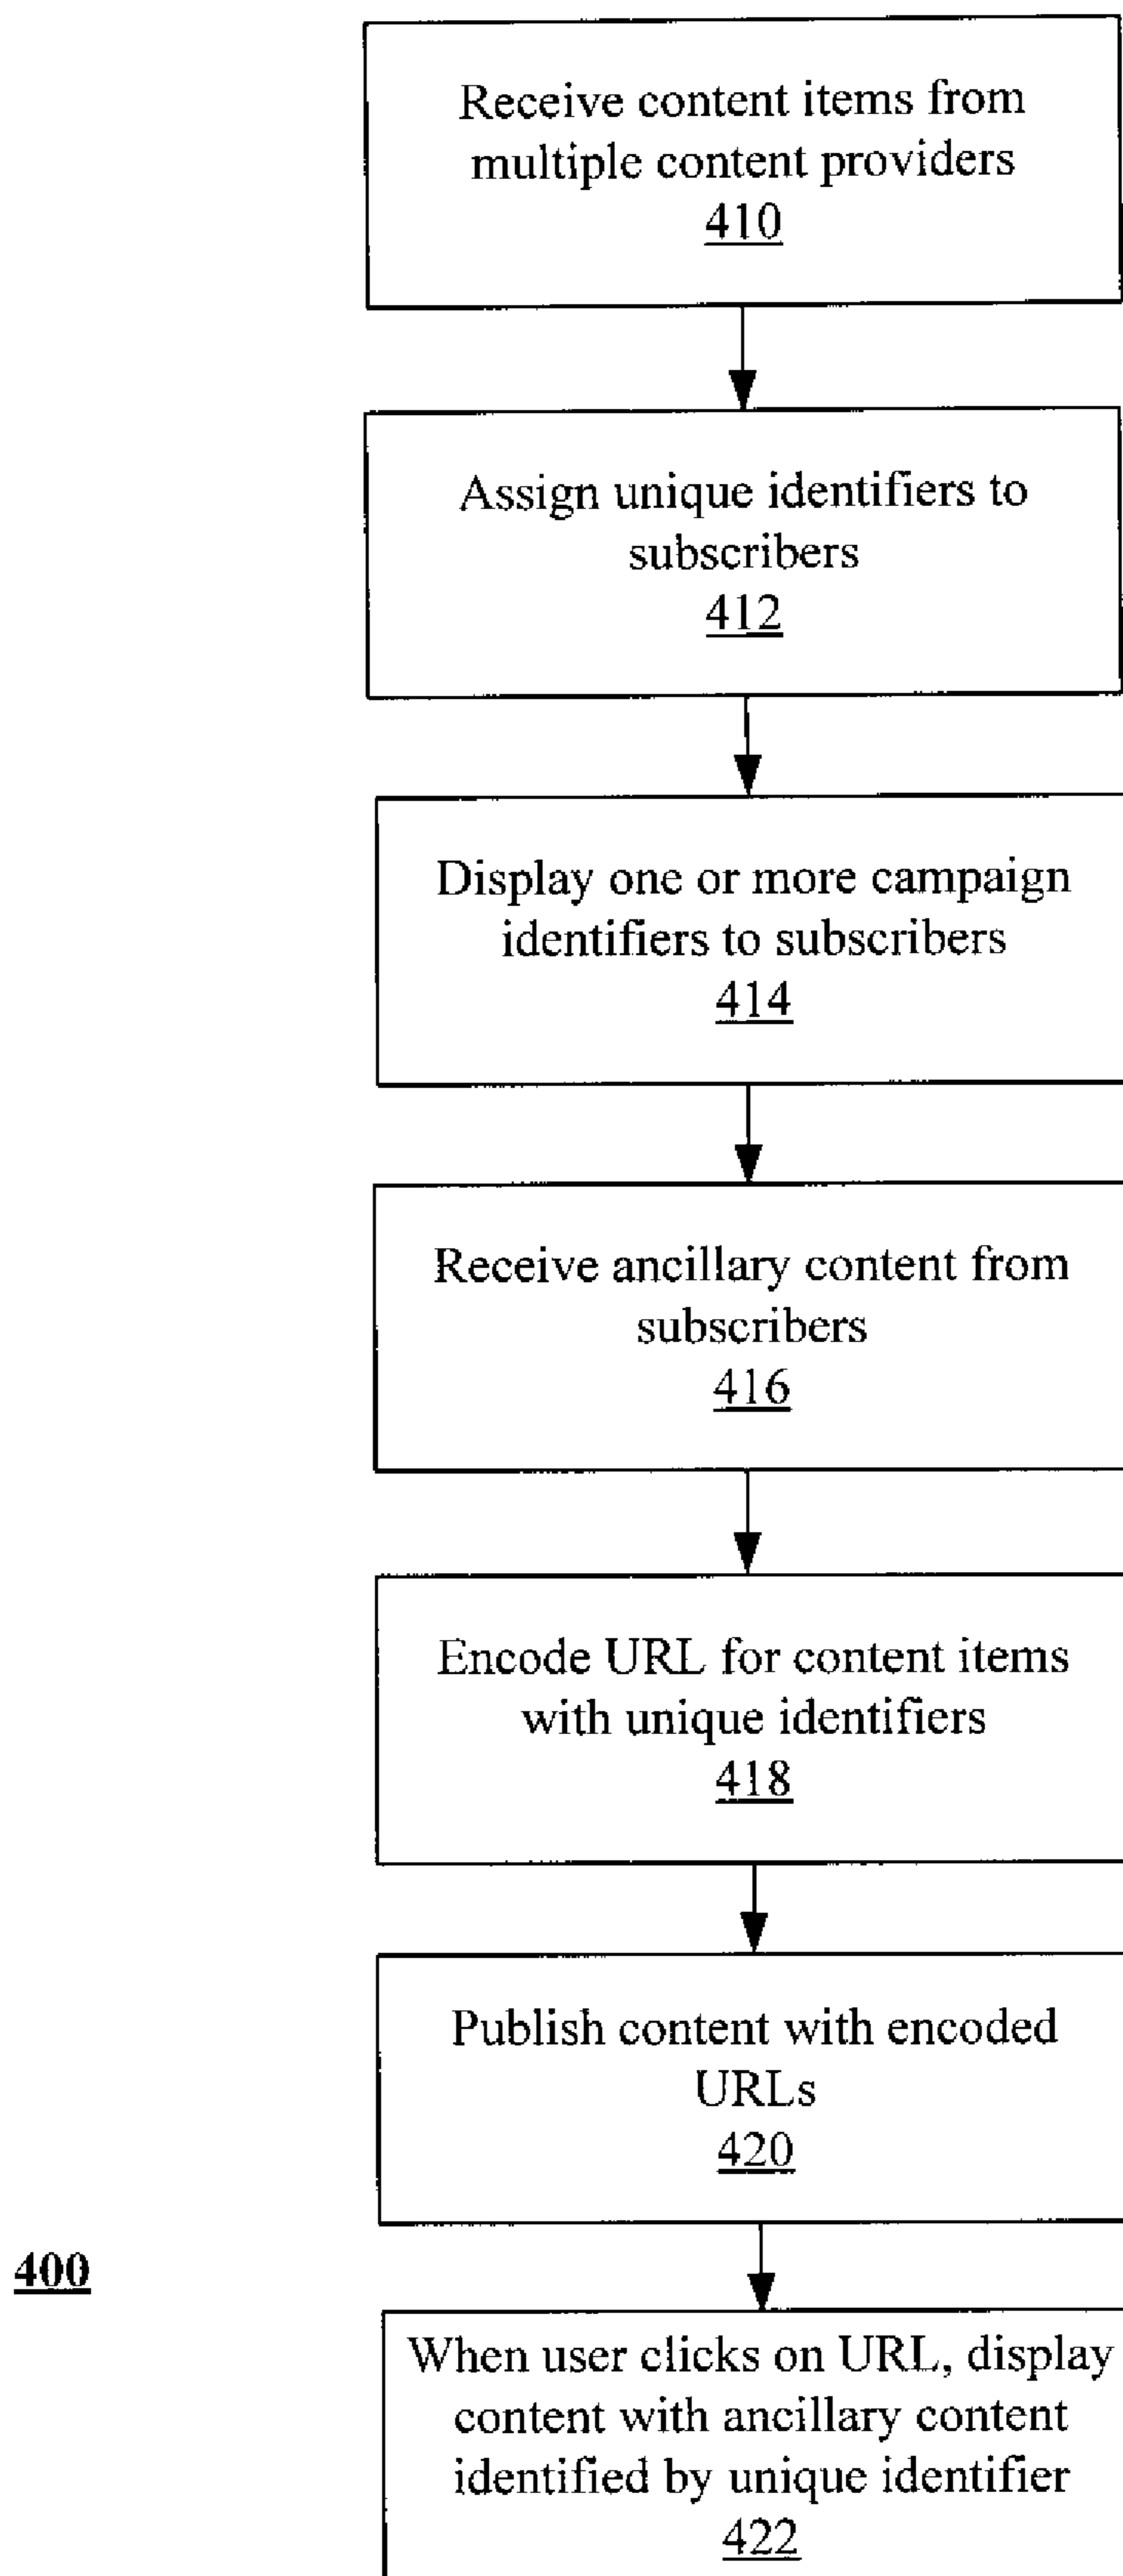 Receive content items from
multiple content providers
410
Assign unique identifiers to
subscribers
412
Display one or more campaign
identifiers to subscribers
414
Receive ancillary content from
subscribers
416
Encode URL for content items
with unique identifiers
418
Publish content with encoded
URLs
420
400
When user clicks on URL, display
content with ancillary content
identified by unique identifier
422